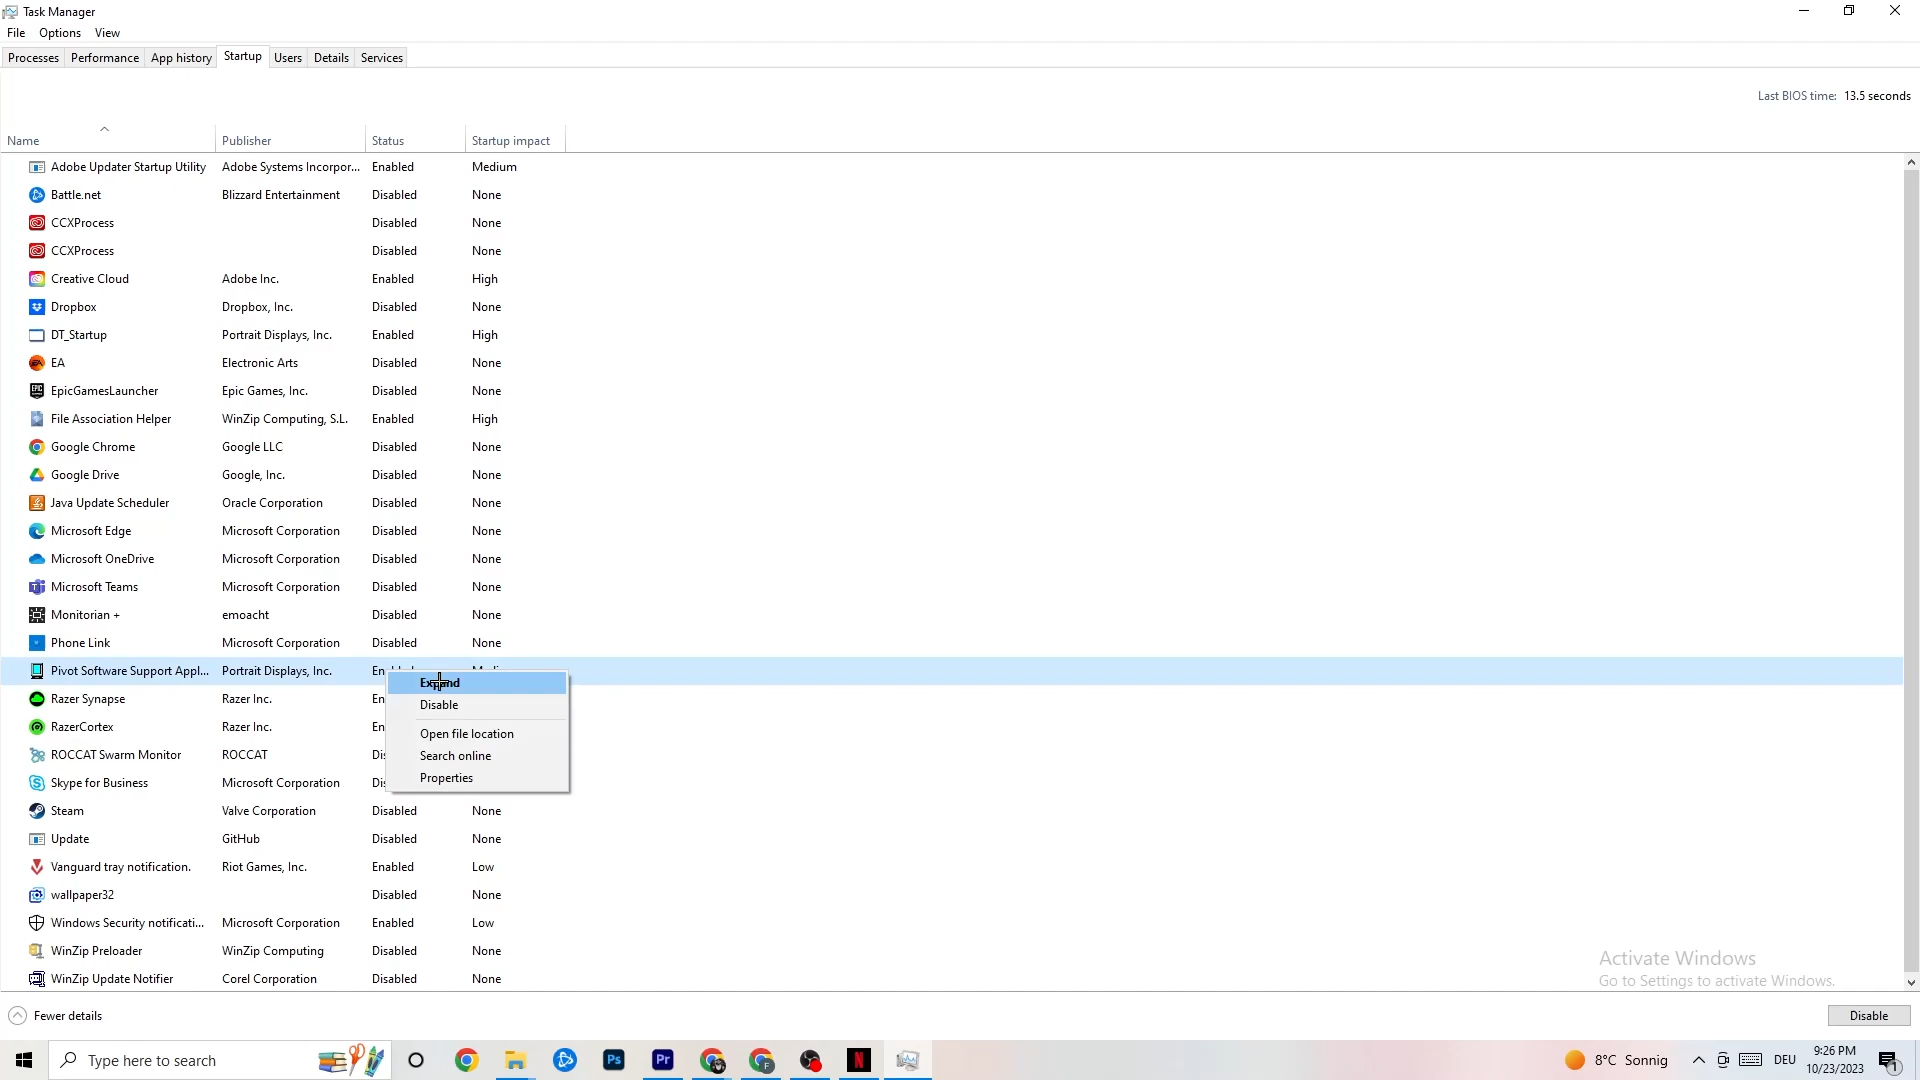 Task Manager
File Options View
Processes Performance App history Startup Users Details Services
Last BIOS time: 13.5 seconds
Name Publisher Status Startup impact
Adobe Updater Startup Utility Adobe Systems Incorpor... Enabled Medium
Battle.net Blizzard Entertainment Disabled None
CCXProcess Disabled None
CCXProcess Disabled None
Creative Cloud Adobe Inc. Enabled High
Dropbox Dropbox, Inc. Disabled None
DT_Startup Portrait Displays, Inc. Enabled High
EA Electronic Arts Disabled None
EpicGamesLauncher Epic Games, Inc. Disabled None
File Association Helper WinZip Computing, S.L. Enabled High
Google Chrome Google LLC Disabled None
Google Drive Google, Inc. Disabled None
Java Update Scheduler Oracle Corporation Disabled None
Microsoft Edge Microsoft Corporation Disabled None
Microsoft OneDrive Microsoft Corporation Disabled None
Microsoft Teams Microsoft Corporation Disabled None
Monitorian + emoacht Disabled None
Phone Link Microsoft Corporation Disabled None
Pivot Software Support Appl... Portrait Displays, Inc.
Expand
Razer Synapse Razer Inc. En
Disable
RazerCortex Razer Inc. En
Open file location
ROCCAT Swarm Monitor ROCCAT Dis
Search online
Skype for Business Microsoft Corporation Dis
Properties
Steam Valve Corporation Disabled None
Update GitHub Disabled None
Vanguard tray notification. Riot Games, Inc. Enabled Low
wallpaper32 Disabled None
Windows Security notificati... Microsoft Corporation Enabled Low
WinZip Preloader WinZip Computing Disabled None
WinZip Update Notifier Corel Corporation Disabled None
Activate Windows
Go to Settings to activate Windows.
Fewer details
Disable
Type here to search
Ps
Pr
8°C Sonnig
DEU
9:26 PM
10/23/2023
1